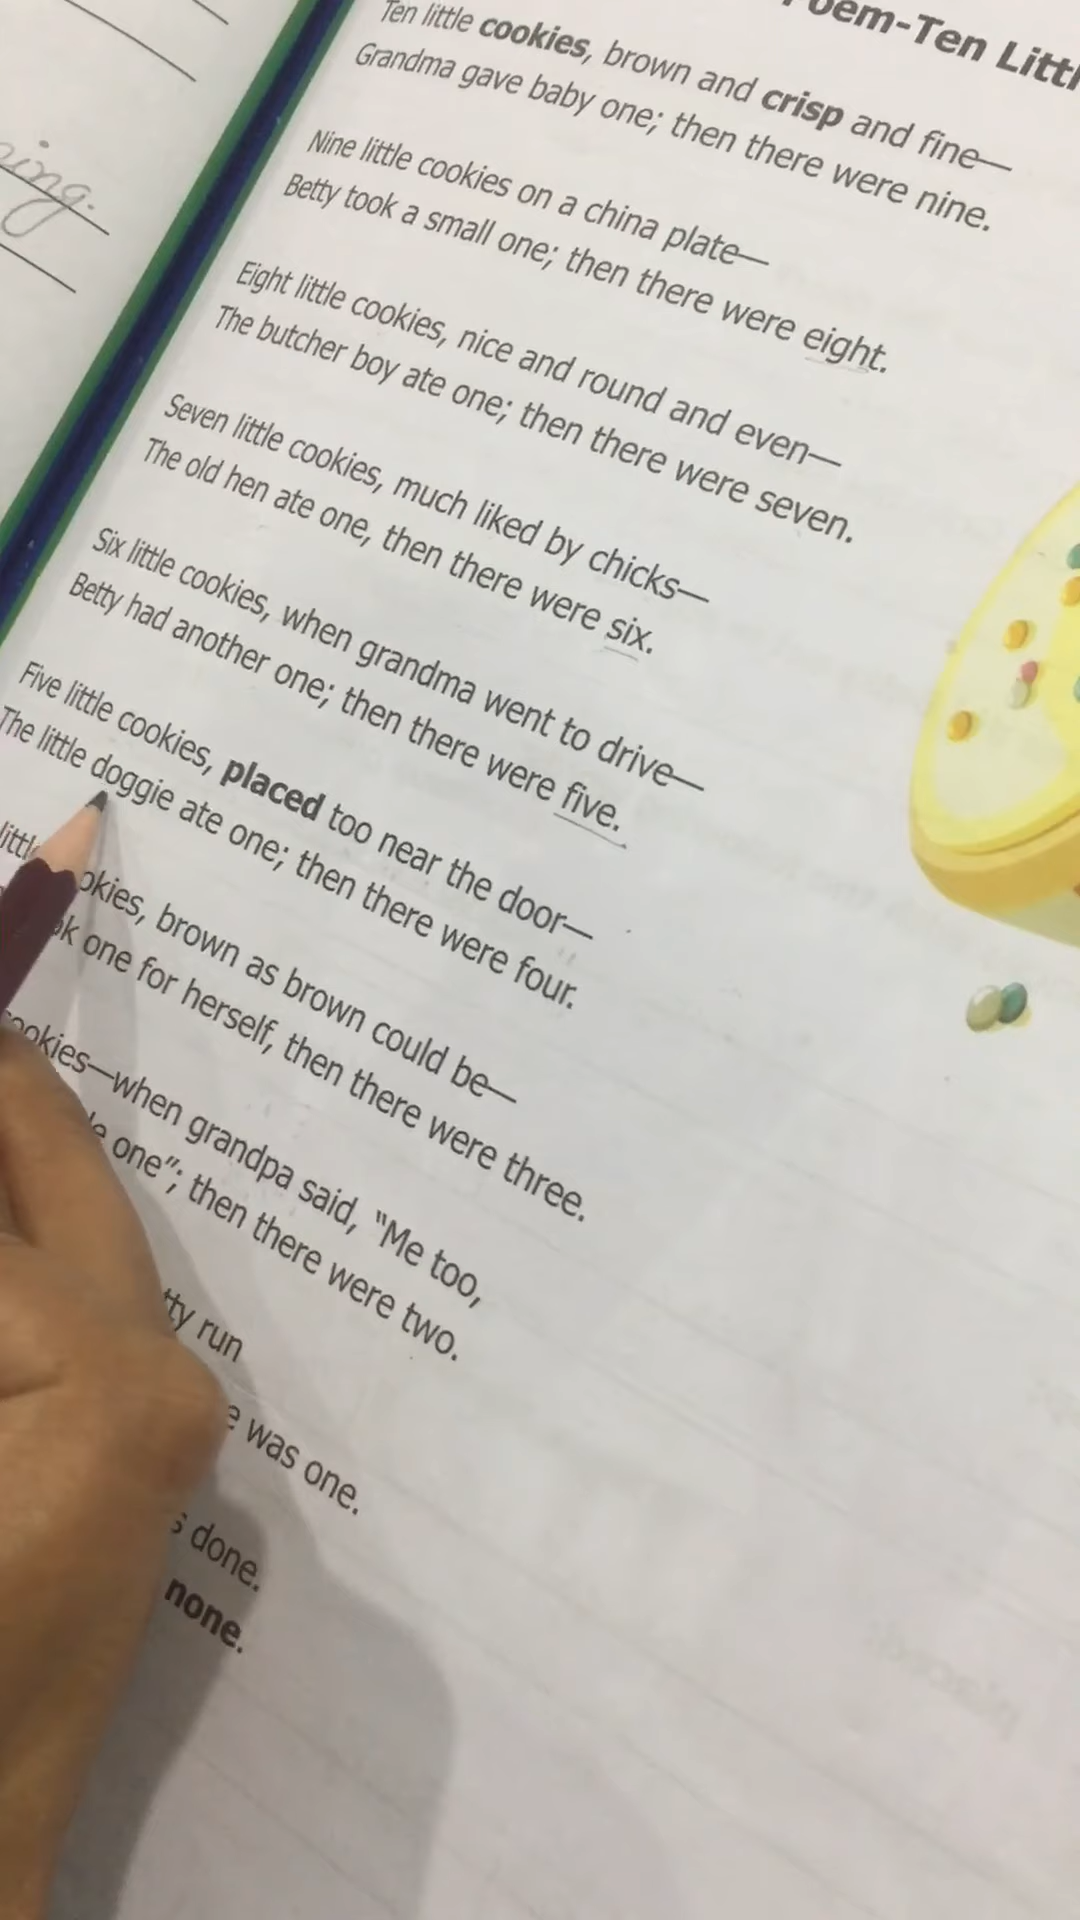 ing.
Poem-Ten Littl
Ten little cookies, brown and crisp and fine—
Grandma gave baby one; then there were nine.
Nine little cookies on a china plate—
Betty took a small one; then there were eight.
Eight little cookies, nice and round and even—
The butcher boy ate one; then there were seven.
Seven little cookies, much liked by chicks—
The old hen ate one, then there were six.
Six little cookies, when grandma went to drive—
Betty had another one; then there were five.
Five little cookies, placed too near the door—
The little doggie ate one; then there were four.
little cookies, brown as brown could be—
ok one for herself, then there were three.
cookies—when grandpa said, "Me too,
le one"; then there were two.
tty run
e was one.
s done.
none.